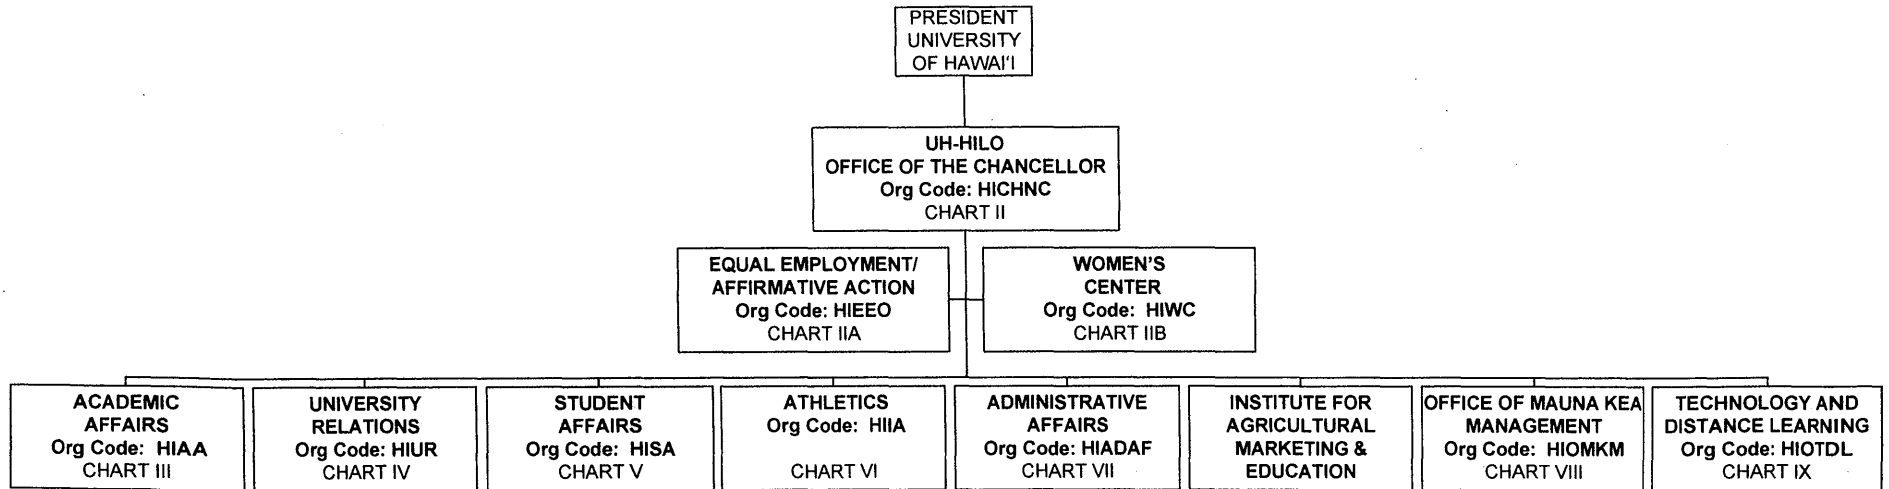 PRESIDENT
UNIVERSITY
OF HAWAI'I
UH-HILO
OFFICE OF THE CHANCELLOR
Org Code: HICHNC
CHART II
EQUAL EMPLOYMENT/
AFFIRMATIVE ACTION
Org Code: HIEEO
CHART IIA
WOMEN'S
CENTER
Org Code: HIWC
CHART IIB
ACADEMIC
AFFAIRS
Org Code: HIAA
CHART III
UNIVERSITY
RELATIONS
Org Code: HIUR
CHART IV
STUDENT
AFFAIRS
Org Code: HISA
CHART V
ATHLETICS
Org Code: HIIA
CHART VI
ADMINISTRATIVE
AFFAIRS
Org Code: HIADAF
CHART VII
INSTITUTE FOR
AGRICULTURAL
MARKETING &
EDUCATION
OFFICE OF MAUNA KEA
MANAGEMENT
Org Code: HIOMKM
CHART VIII
TECHNOLOGY AND
DISTANCE LEARNING
Org Code: HIOTDL
CHART IX